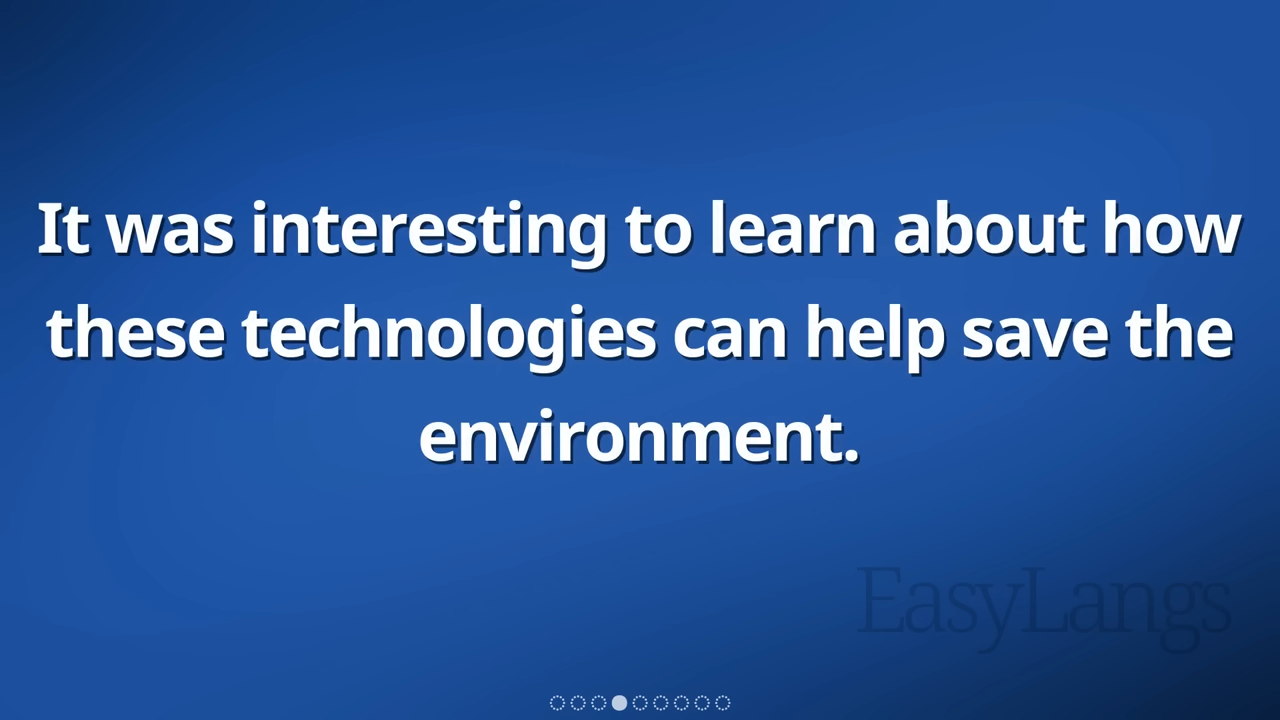 It was interesting to learn about how
these technologies can help save the
environment.
EasyLangs